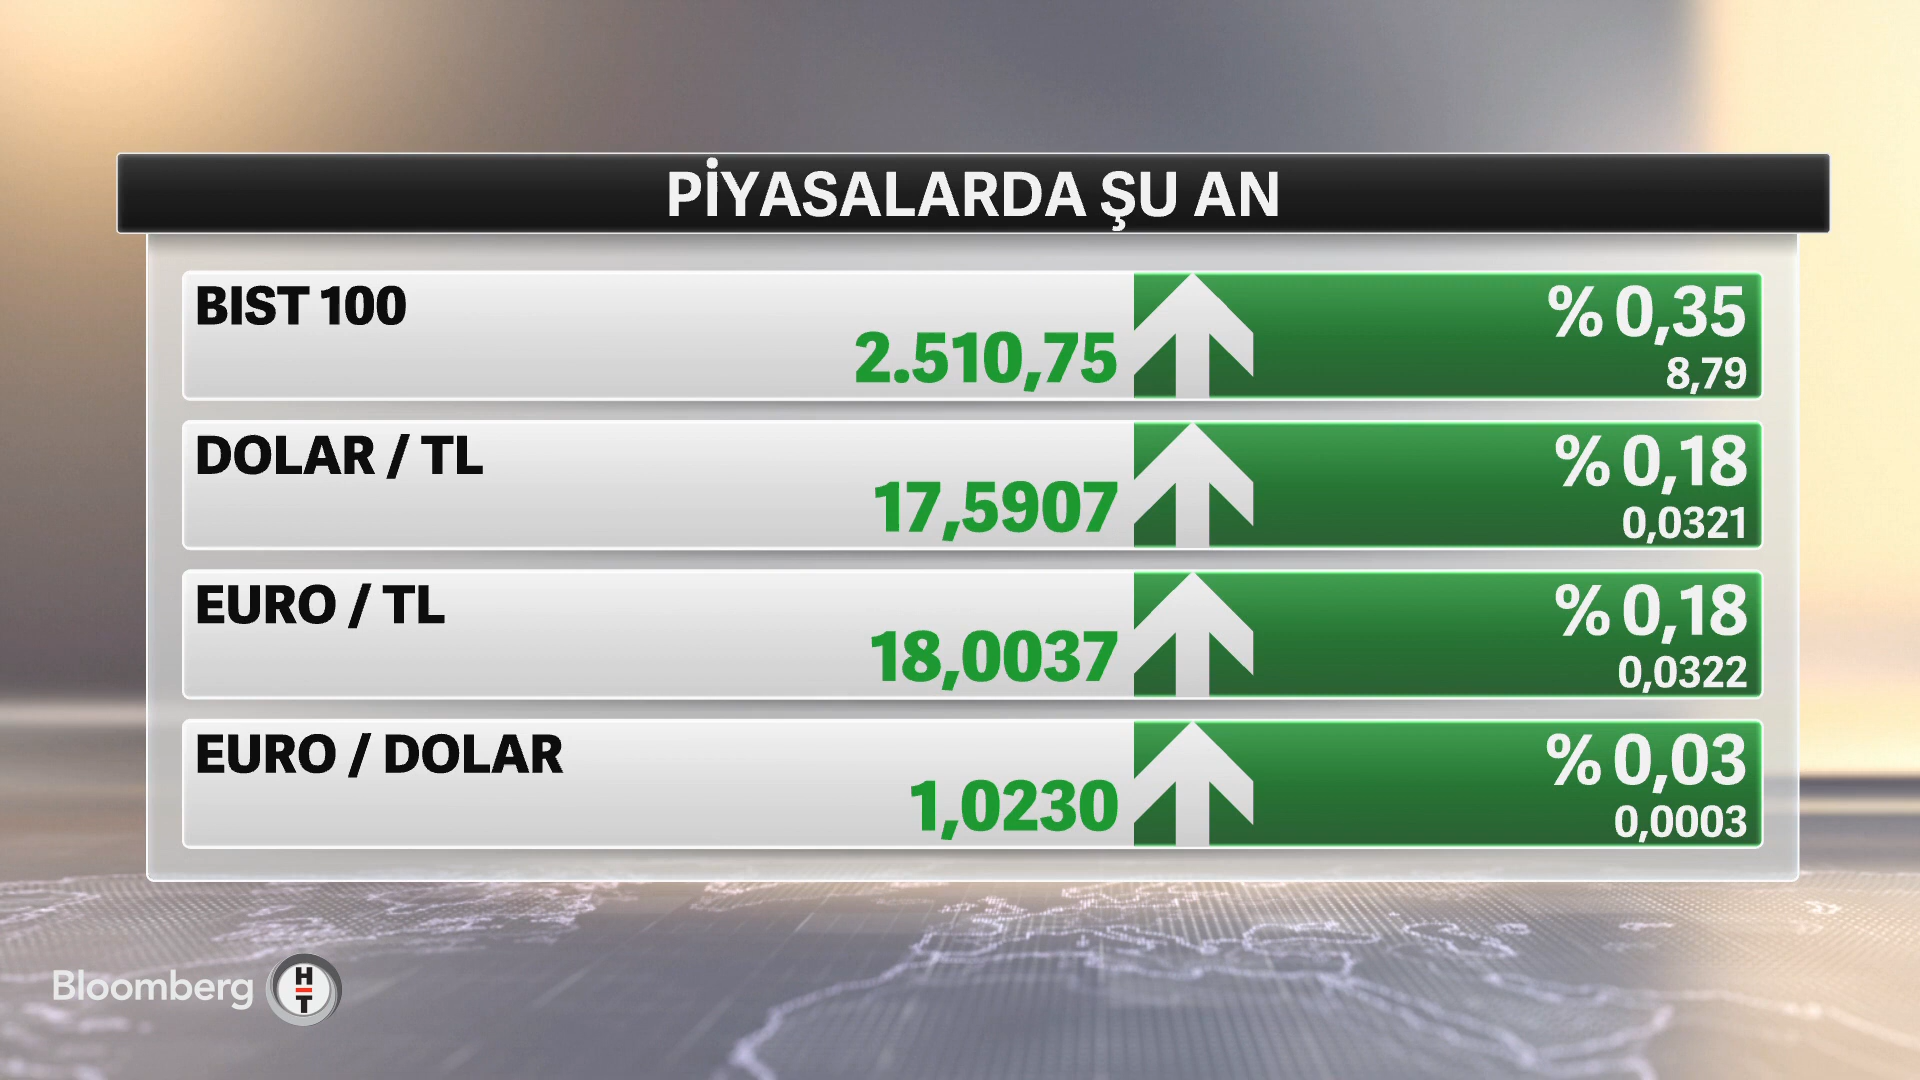 PİYASALARDA ŞU AN
BIST 100
2.510,75
% 0,35
8,79
DOLAR / TL
17,5907
% 0,18
0,0321
EURO / TL
18,0037
% 0,18
0,0322
EURO / DOLAR
1,0230
% 0,03
0,0003
Bloomberg HT